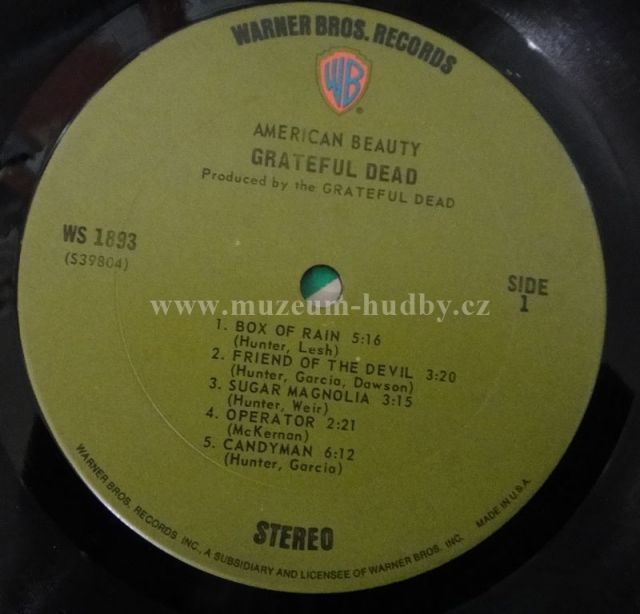 WARNER BROS. RECORDS
WB
®
AMERICAN BEAUTY
GRATEFUL DEAD
Produced by the GRATEFUL DEAD
WS 1893
(S39804)
SIDE
1
www.muzeum-hudby.cz
1. BOX OF RAIN 5:16
(Hunter, Lesh)
2. FRIEND OF THE DEVIL 3:20
(Hunter, Garcia, Dawson)
3. SUGAR MAGNOLIA 3:15
(Hunter, Weir)
4. OPERATOR 2:21
(McKernan)
5. CANDYMAN 6:12
(Hunter, Garcia)
STEREO
WARNER BROS. RECORDS INC., A SUBSIDIARY AND LICENSEE OF WARNER BROS. INC. MADE IN U.S.A.